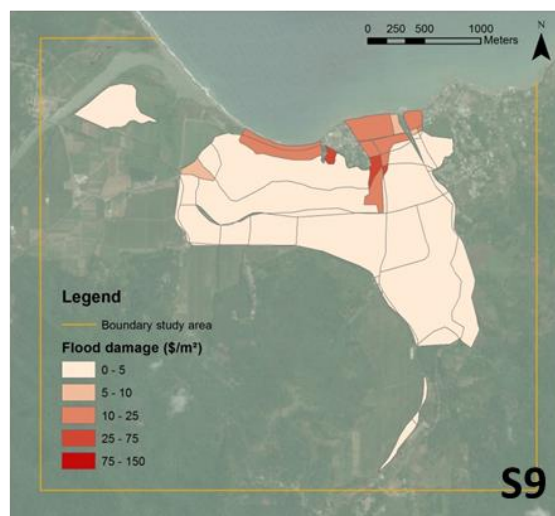 0 250 500 1000
Meters
N
Legend
Boundary study area
Flood damage ($/m²)
0 - 5
5 - 10
10 - 25
25 - 75
75 - 150
S9